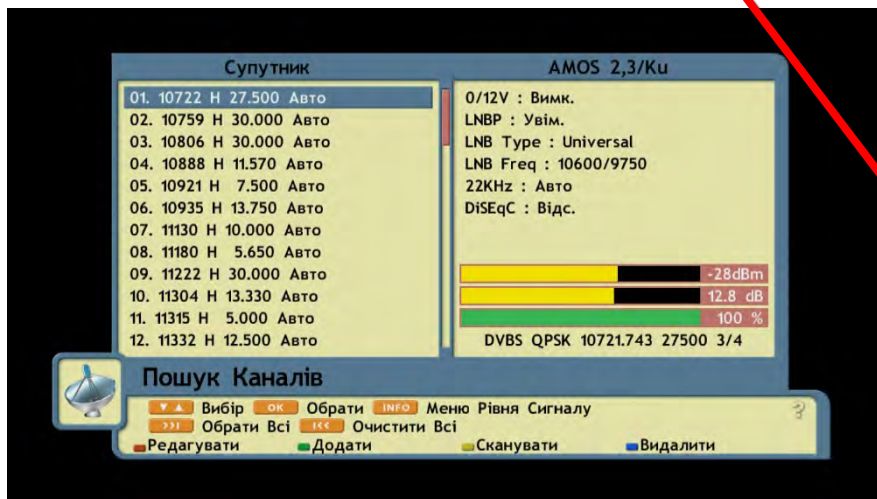 Супутник
01. 10722 H 27.500 Авто
02. 10759 H 30.000 Авто
03. 10806 H 30.000 Авто
04. 10888 H 11.570 Авто
05. 10921 H 7.500 Авто
06. 10935 H 13.750 Авто
07. 11130 H 10.000 Авто
08. 11180 H 5.650 Авто
09. 11222 H 30.000 Авто
10. 11304 H 13.330 Авто
11. 11315 H 5.000 Авто
12. 11332 H 12.500 Авто
AMOS 2,3/Ku
0/12V : Вимк.
LNBP : Увім.
LNB Type : Universal
LNB Freq : 10600/9750
22KHz : Авто
DiSEqC : Відс.
-28dBm
12.8 dB
100 %
DVBS QPSK 10721.743 27500 3/4
Пошук Каналів
▼▲ Вибір OK Обрати INFO Меню Рівня Сигналу
>>I Обрати Всі I<< Очистити Всі
Редагувати Додати Сканувати Видалити
?